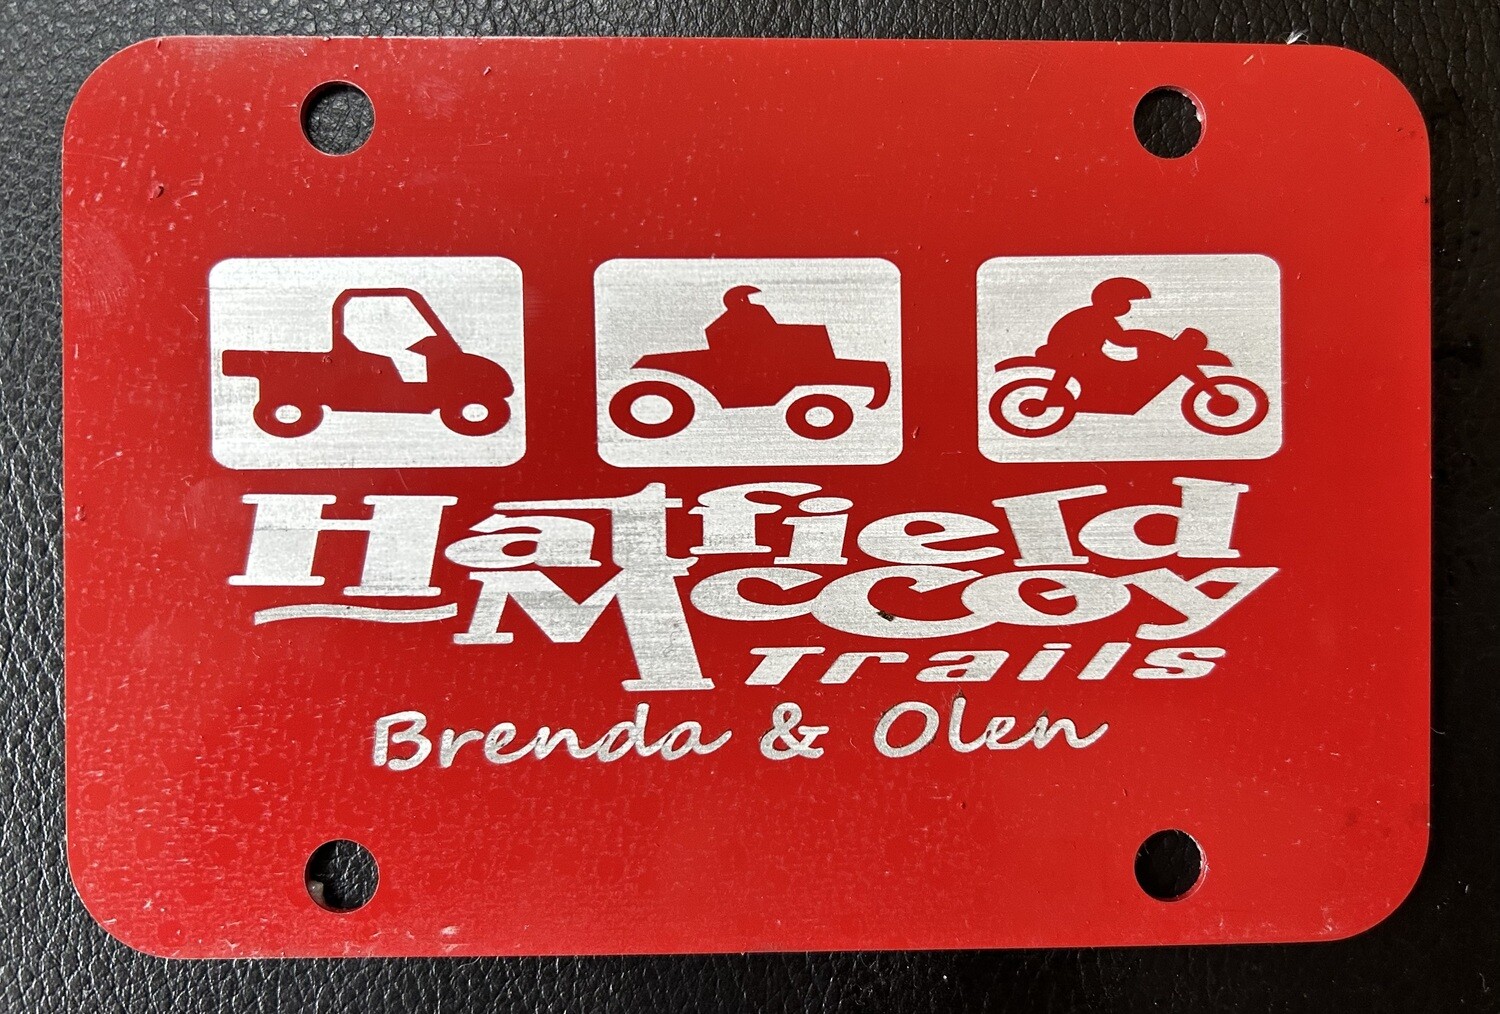 Hatfield
McCoy
Trails
Brenda & Olen